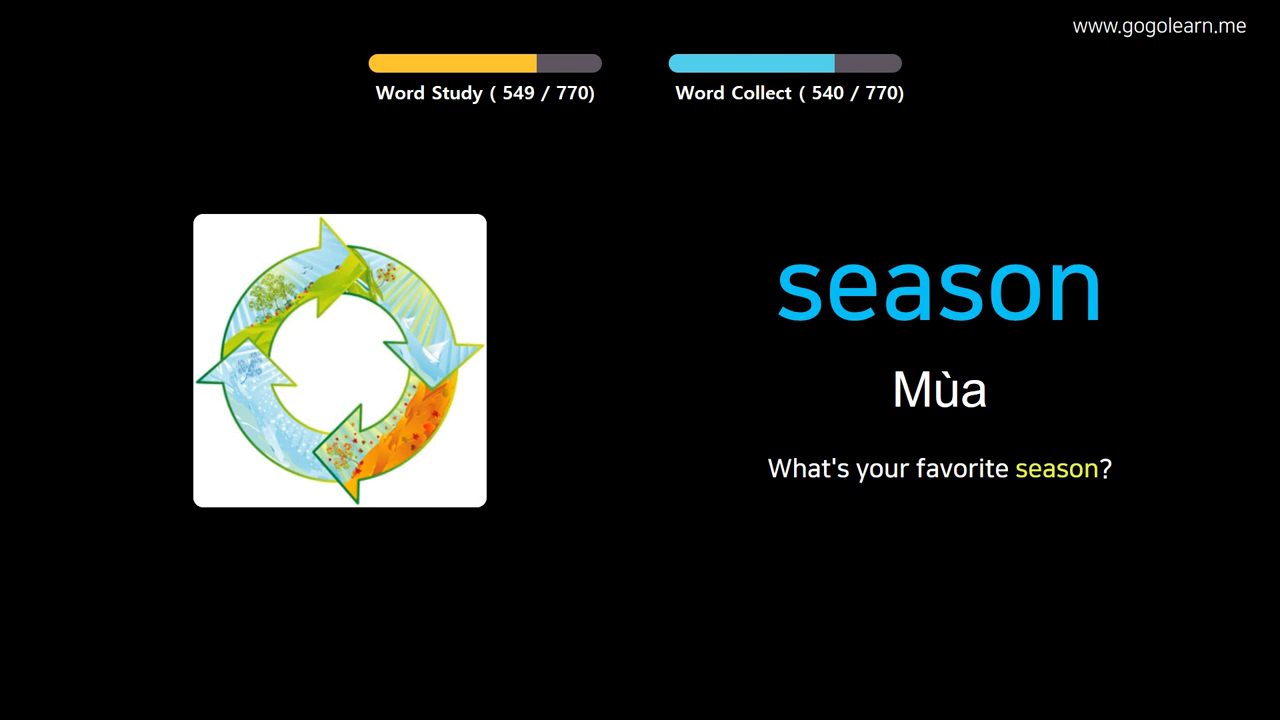 www.gogolearn.me
Word Study ( 549 / 770)
Word Collect ( 540 / 770)
season
Mùa
What's your favorite season?